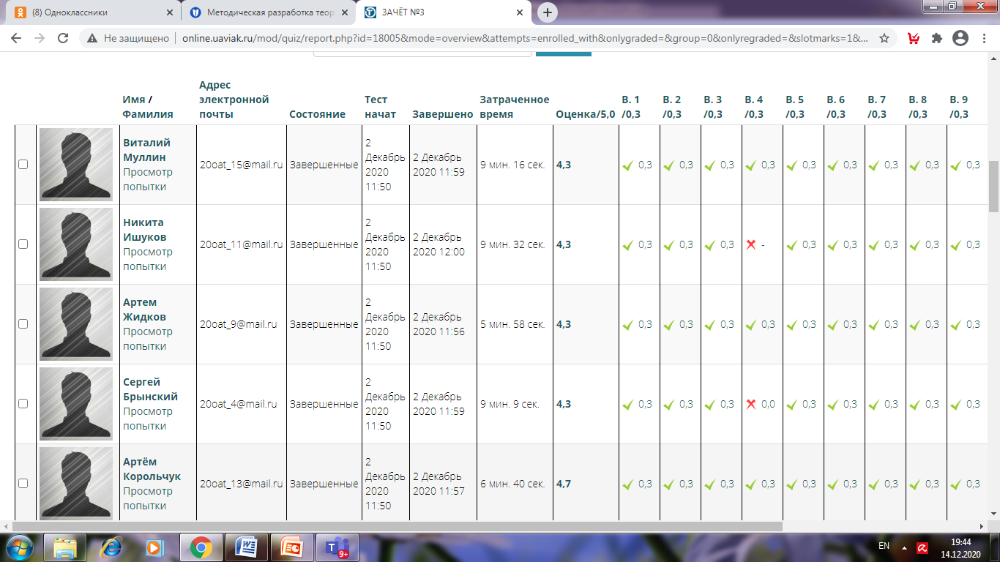 (8) Одноклассники
Методическая разработка теор
ЗАЧЁТ №3
Не защищено
online.uaviak.ru/mod/quiz/report.php?id=18005&mode=overview&attempts=enrolled_with&onlygraded=&group=0&onlyregraded=&slotmarks=1&...
Имя / Фамилия
Адрес электронной почты
Состояние
Тест начат
Завершено
Затраченное время
Оценка/5,0
В. 1 /0,3
В. 2 /0,3
В. 3 /0,3
В. 4 /0,3
В. 5 /0,3
В. 6 /0,3
В. 7 /0,3
В. 8 /0,3
В. 9 /0,3
Виталий Муллин
Просмотр попытки
20oat_15@mail.ru
Завершенные
2 Декабрь 2020 11:50
2 Декабрь 2020 11:59
9 мин. 16 сек.
4,3
0,3 0,3 0,3 0,3 0,3 0,3 0,3 0,3 0,3
Никита Ишуков
Просмотр попытки
20oat_11@mail.ru
Завершенные
2 Декабрь 2020 11:50
2 Декабрь 2020 12:00
9 мин. 32 сек.
4,3
0,3 0,3 0,3 - 0,3 0,3 0,3 0,3 0,3
Артем Жидков
Просмотр попытки
20oat_9@mail.ru
Завершенные
2 Декабрь 2020 11:50
2 Декабрь 2020 11:56
5 мин. 58 сек.
4,3
0,3 0,3 0,3 0,3 0,3 0,3 0,3 0,3 0,3
Сергей Брынский
Просмотр попытки
20oat_4@mail.ru
Завершенные
2 Декабрь 2020 11:50
2 Декабрь 2020 11:59
9 мин. 9 сек.
4,3
0,3 0,3 0,3 0,0 0,3 0,3 0,3 0,3 0,3
Артём Корольчук
Просмотр попытки
20oat_13@mail.ru
Завершенные
2 Декабрь 2020 11:50
2 Декабрь 2020 11:57
6 мин. 40 сек.
4,7
0,3 0,3 0,3 0,3 0,3 0,3 0,3 0,3 0,3
9+
EN
19:44
14.12.2020